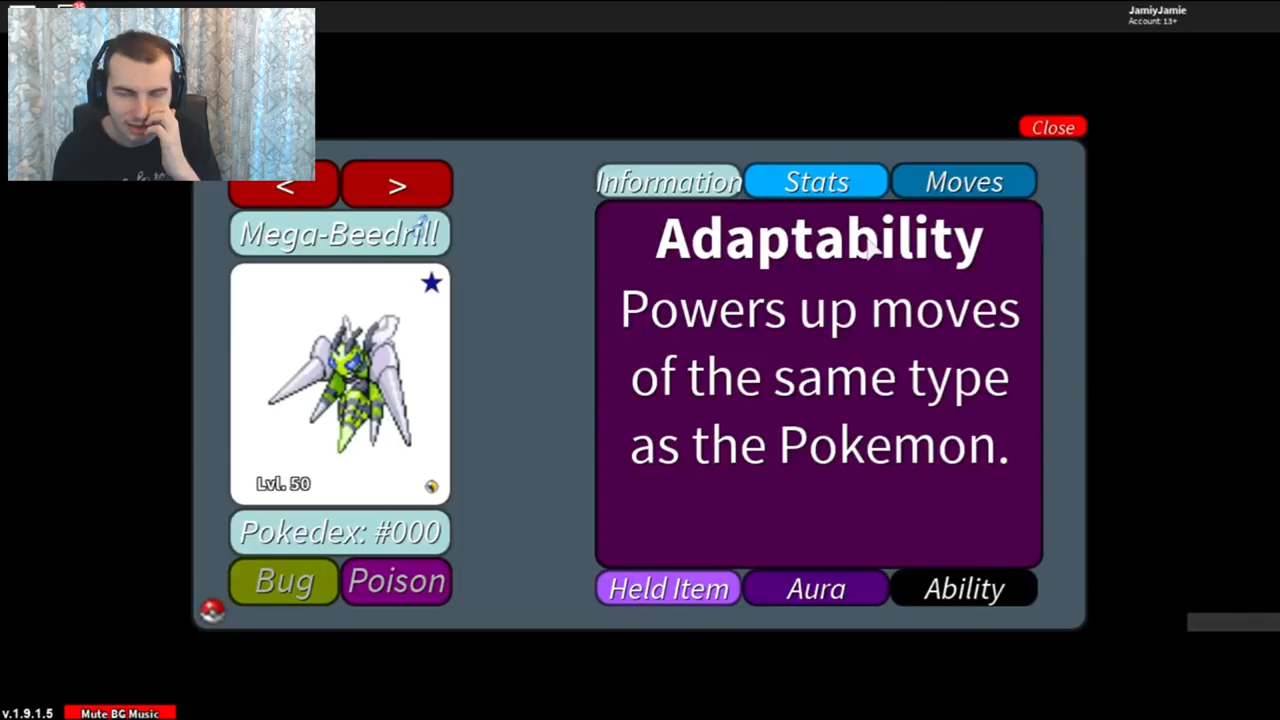 25
JamiyJamie
Account: 13+
Close
< >
Information Stats Moves
Mega-Beedrill
Adaptability
Powers up moves
of the same type
as the Pokemon.
Lvl. 50
Pokedex: #000
Bug Poison
Held Item Aura Ability
v.1.9.1.5 Mute BG Music